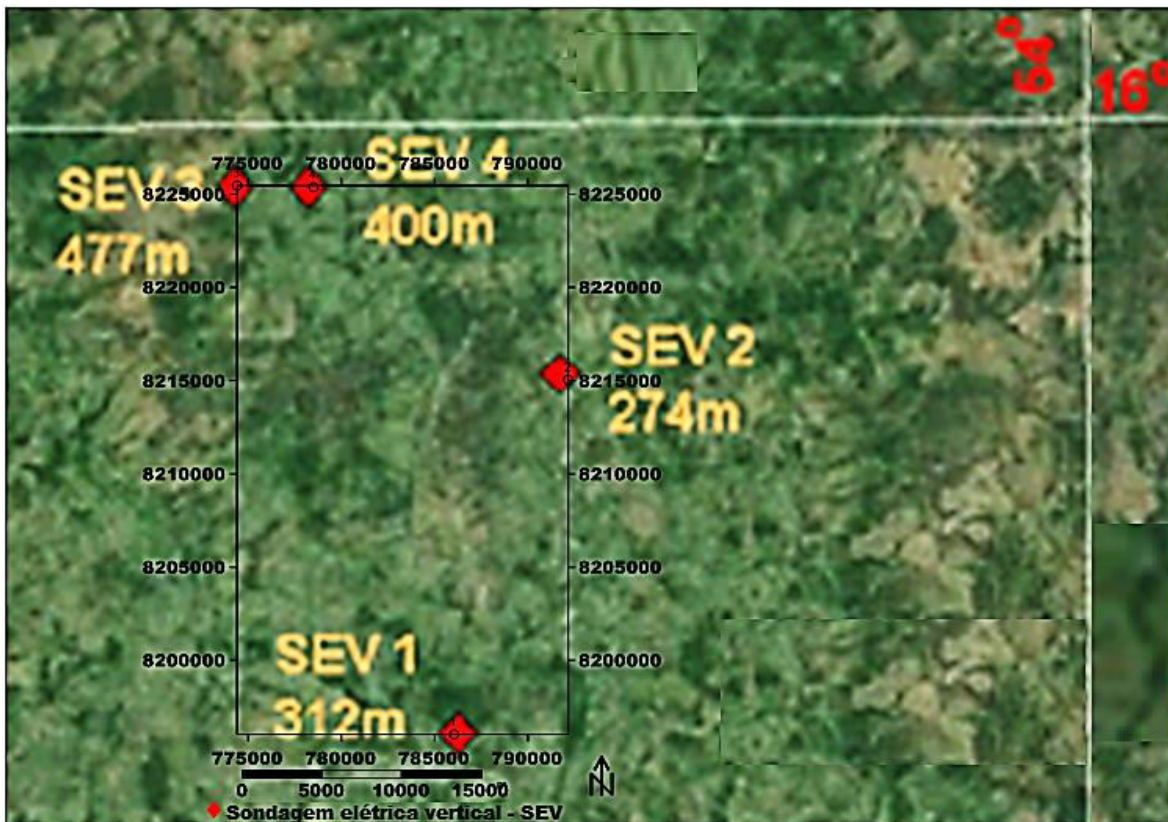 54°
16°
775000 780000 785000 790000
SEV 3
477m
SEV 4
400m
8225000 8225000
8220000 8220000
SEV 2
274m
8215000 8215000
8210000 8210000
8205000 8205000
8200000 8200000
SEV 1
312m
775000 780000 785000 790000
0 5000 10000 15000
N
Sondagem elétrica vertical - SEV